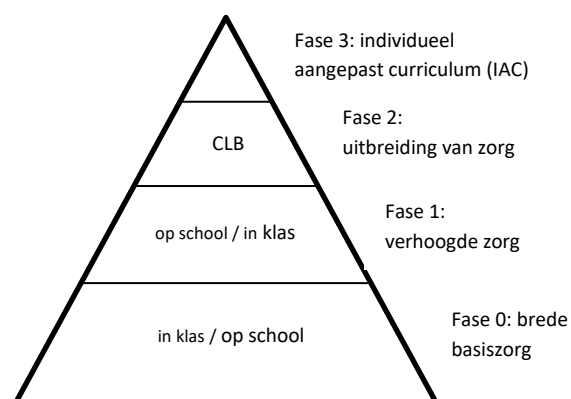 Fase 3: individueel
aangepast curriculum (IAC)
Fase 2:
uitbreiding van zorg
CLB
Fase 1:
verhoogde zorg
op school / in klas
Fase 0: brede
basiszorg
in klas / op school